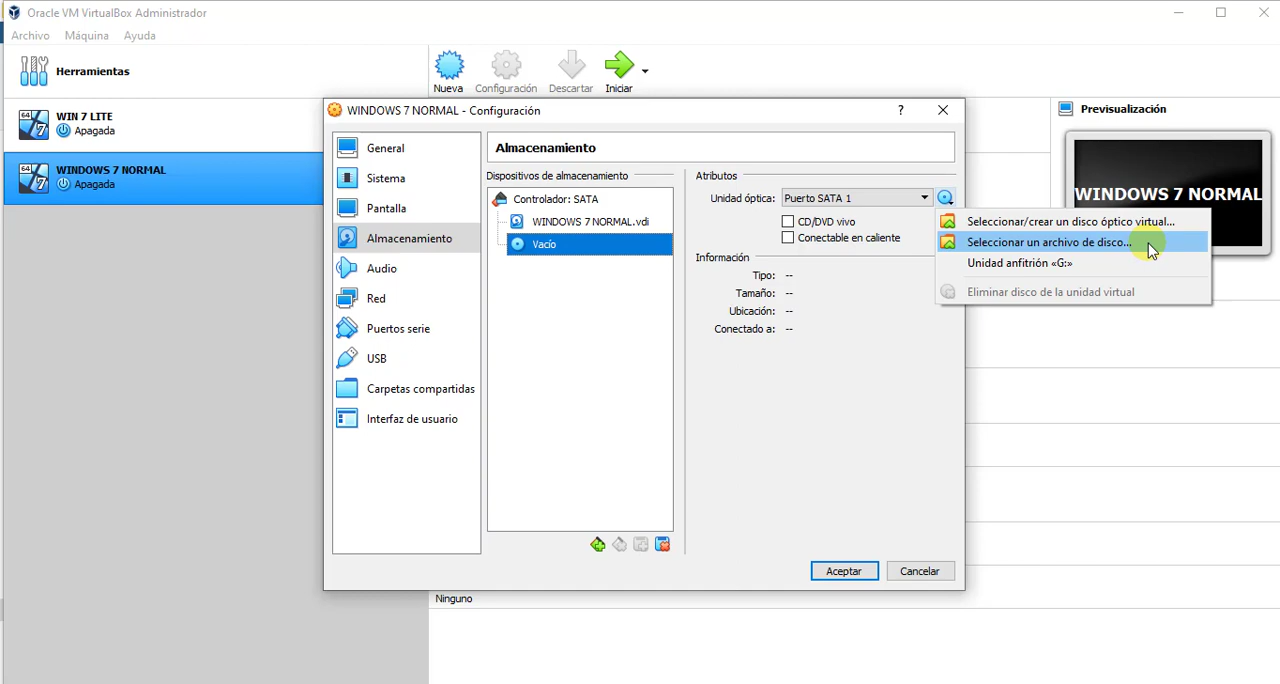 Oracle VM VirtualBox Administrador
Archivo Máquina Ayuda
Herramientas
Nueva Configuración Descartar Iniciar
64
7
WIN 7 LITE
Apagada
64
7
WINDOWS 7 NORMAL
Apagada
Previsualización
WINDOWS 7 NORMAL
Ninguno
WINDOWS 7 NORMAL - Configuración
?
General
Sistema
Pantalla
Almacenamiento
Audio
Red
Puertos serie
USB
Carpetas compartidas
Interfaz de usuario
Almacenamiento
Dispositivos de almacenamiento
Controlador: SATA
WINDOWS 7 NORMAL.vdi
Vacío
Atributos
Unidad óptica: Puerto SATA 1
CD/DVD vivo
Conectable en caliente
Información
Tipo: --
Tamaño: --
Ubicación: --
Conectado a: --
Seleccionar/crear un disco óptico virtual...
Seleccionar un archivo de disco...
Unidad anfitrión «G:»
Eliminar disco de la unidad virtual
Aceptar Cancelar